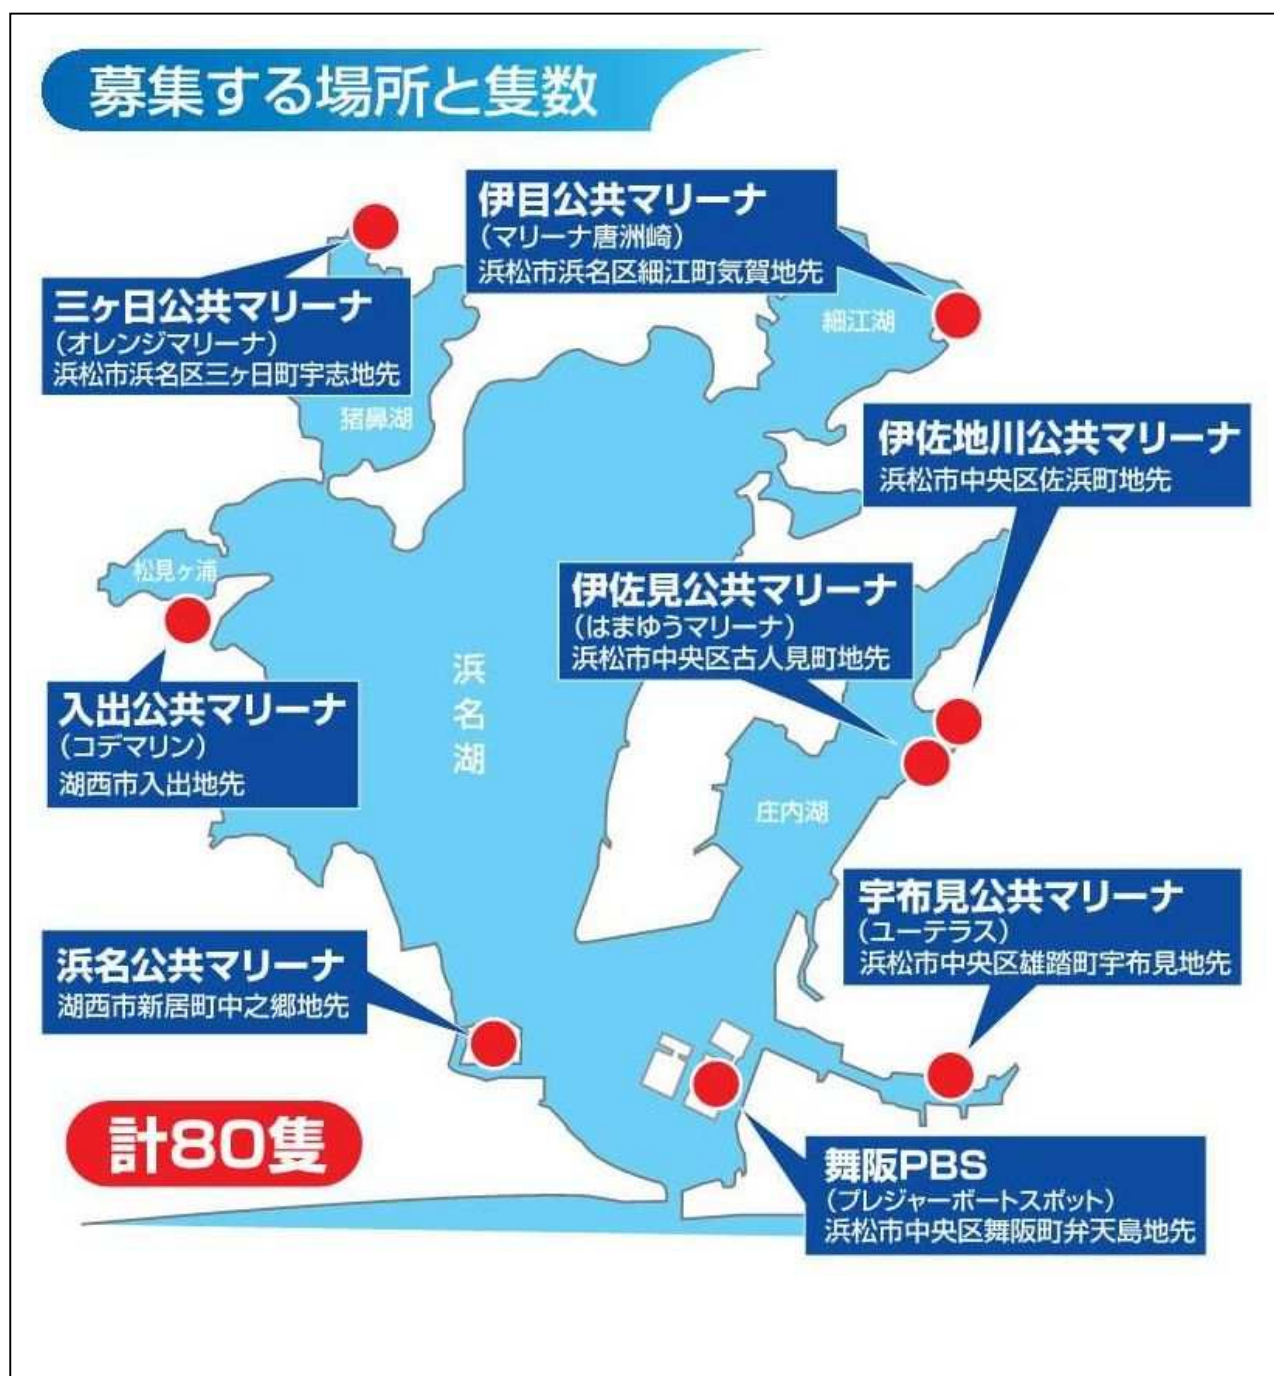 募集する場所と隻数
伊目公共マリーナ
(マリーナ唐洲崎)
浜松市浜名区細江町気賀地先
三ヶ日公共マリーナ
(オレンジマリーナ)
浜松市浜名区三ヶ日町宇志地先
細江湖
猪鼻湖
伊佐地川公共マリーナ
浜松市中央区佐浜町地先
松見ヶ浦
伊佐見公共マリーナ
(はまゆうマリーナ)
浜松市中央区古人見町地先
浜名湖
入出公共マリーナ
(コデマリン)
湖西市入出地先
庄内湖
宇布見公共マリーナ
(ユーテラス)
浜松市中央区雄踏町宇布見地先
浜名公共マリーナ
湖西市新居町中之郷地先
計80隻
舞阪PBS
(プレジャーボートスポット)
浜松市中央区舞阪町弁天島地先